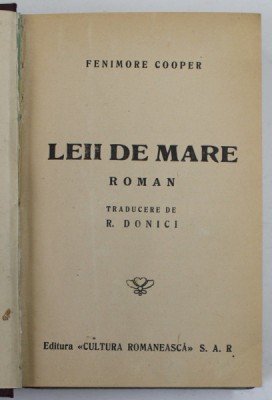 FENIMORE COOPER
LEII DE MARE
ROMAN
TRADUCERE DE
R. DONICI
Editura «CULTURA ROMANEASCĂ» S. A. R